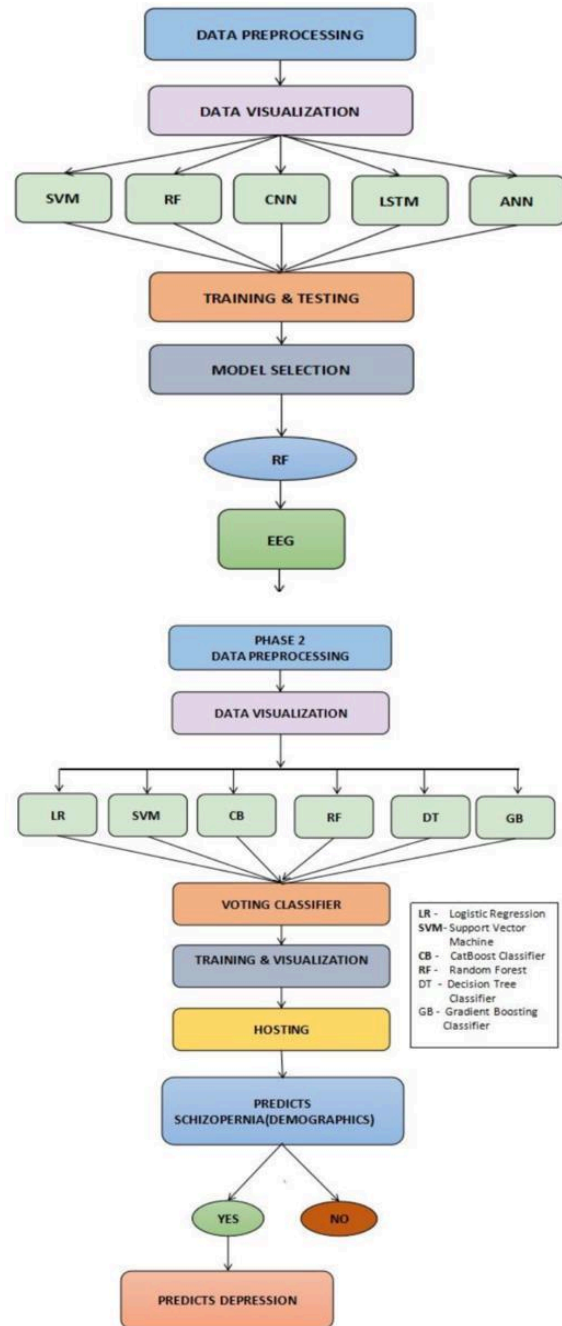 DATA PREPROCESSING
DATA VISUALIZATION
SVM
RF
CNN
LSTM
ANN
TRAINING & TESTING
MODEL SELECTION
RF
EEG
PHASE 2
DATA PREPROCESSING
DATA VISUALIZATION
LR
SVM
CB
RF
DT
GB
VOTING CLASSIFIER
TRAINING & VISUALIZATION
HOSTING
PREDICTS
SCHIZOPERNIA(DEMOGRAPHICS)
YES
NO
PREDICTS DEPRESSION
LR - Logistic Regression
SVM- Support Vector
Machine
CB - CatBoost Classifier
RF - Random Forest
DT - Decision Tree
Classifier
GB - Gradient Boosting
Classifier